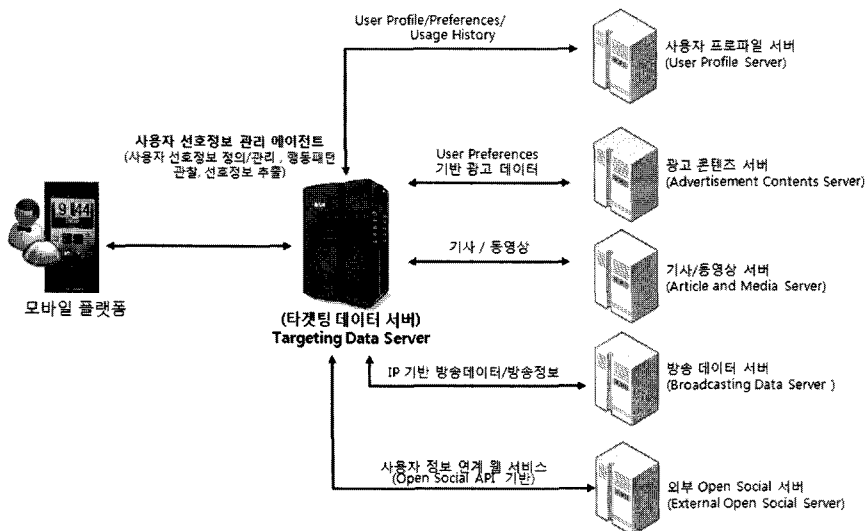 User Profile/Preferences/
Usage History
사용자 프로파일 서버
(User Profile Server)
사용자 선호정보 관리 에이전트
(사용자 선호정보 정의/관리 , 행동패턴
관찰, 선호정보 추출)
User Preferences
기반 광고 데이터
광고 콘텐츠 서버
(Advertisement Contents Server)
9 44
기사 / 동영상
기사/동영상 서버
(Article and Media Server)
모바일 플랫폼
(타겟팅 데이터 서버)
Targeting Data Server
IP 기반 방송데이터/방송정보
방송 데이터 서버
(Broadcasting Data Server )
사용자 정보 연계 웹 서비스
(Open Social API 기반)
외부 Open Social 서버
(External Open Social Server)